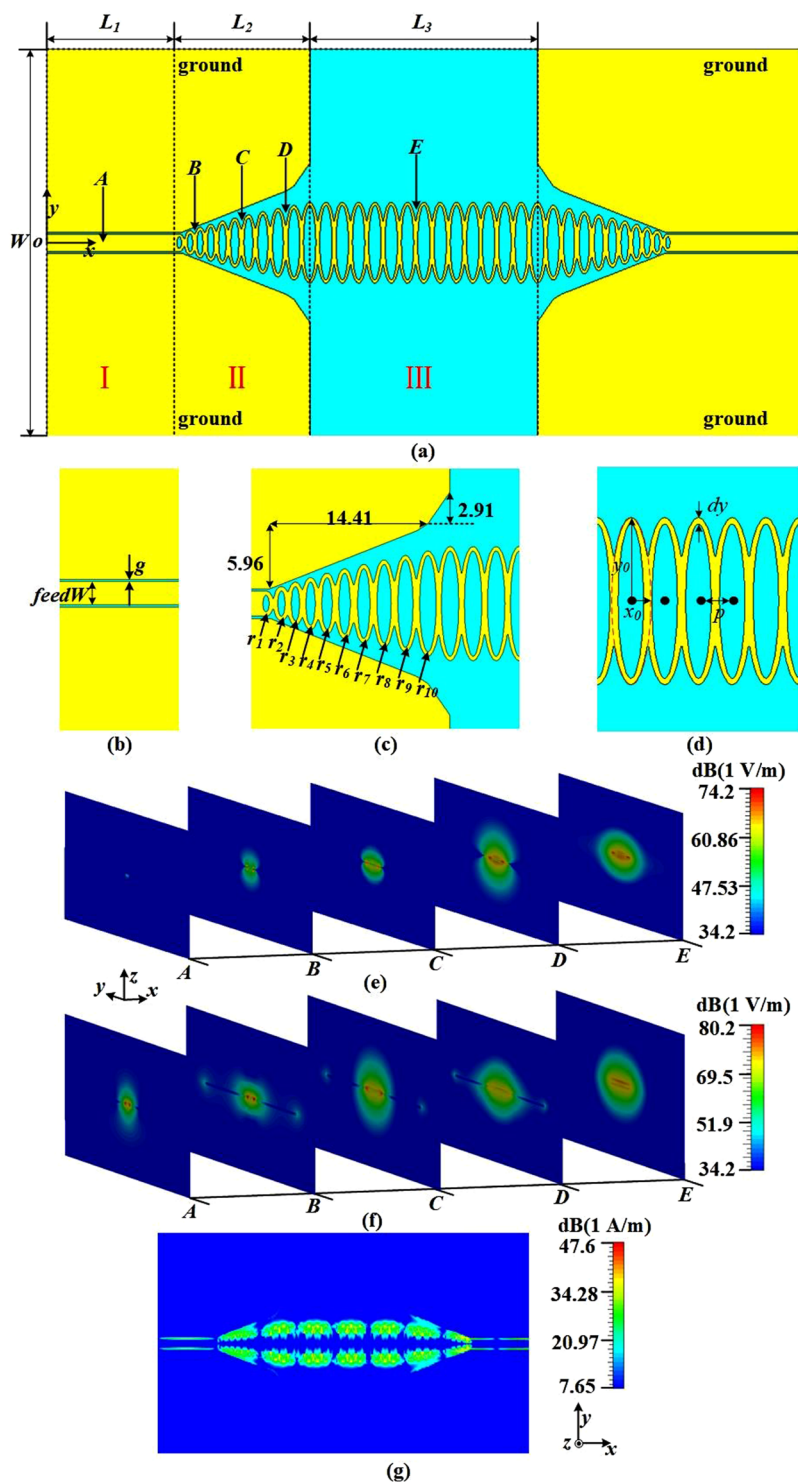 L1 L2 L3
ground ground
A B C D E
y
W o x
I II III
ground ground
(a)
g
feedW
14.41
2.91
5.96
r1 r2 r3 r4 r5 r6 r7 r8 r9 r10
dy
y0
x0 p
(b) (c) (d)
dB(1 V/m)
74.2
60.86
47.53
34.2
A B C D E
(e)
y z x
dB(1 V/m)
80.2
69.5
51.9
34.2
A B C D E
(f)
dB(1 A/m)
47.6
34.28
20.97
7.65
y
z x
(g)